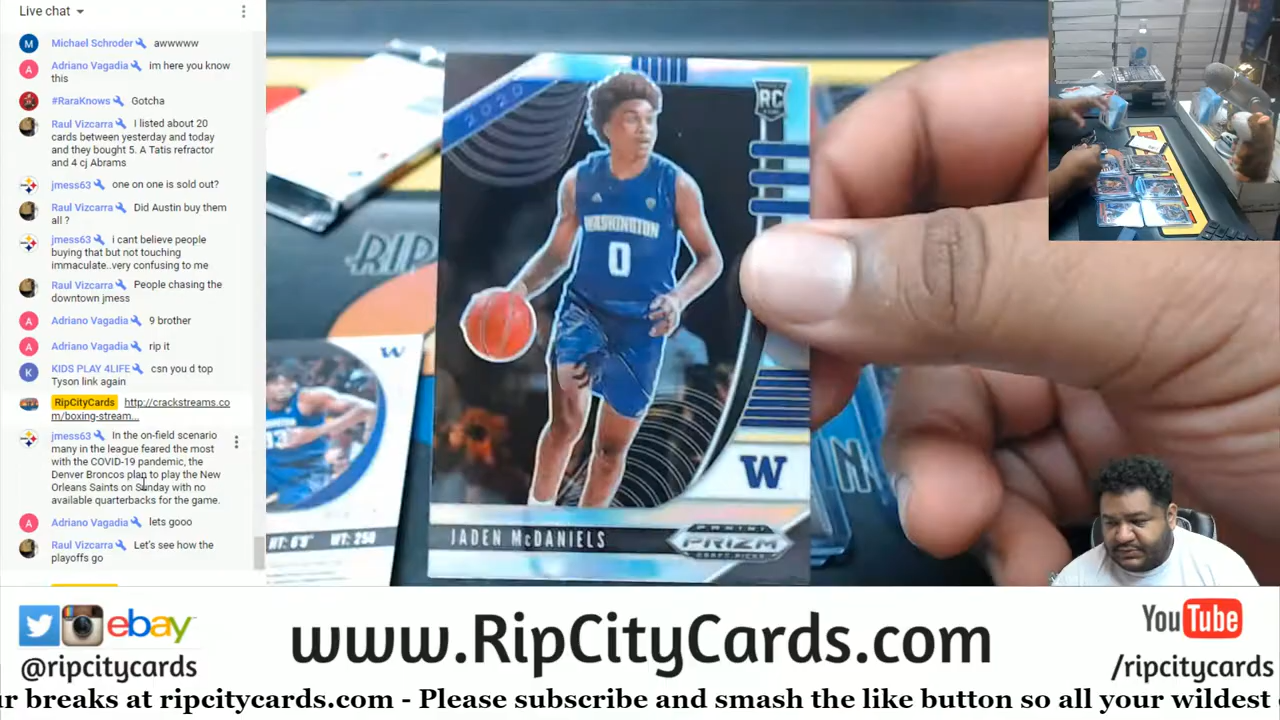 Live chat
Michael Schroder awwwww
Adriano Vagadia im here you know
this
#RaraKnows Gotcha
Raul Vizcarra I listed about 20
cards between yesterday and today
and they bought 5. A Tatis refractor
and 4 cj Abrams
jmess63 one on one is sold out?
Raul Vizcarra Did Austin buy them
all ?
jmess63 i cant believe people
buying that but not touching
immaculate..very confusing to me
Raul Vizcarra People chasing the
downtown jmess
Adriano Vagadia 9 brother
Adriano Vagadia rip it
KIDS PLAY 4LIFE csn you d top
Tyson link again
RipCityCards http://crackstreams.co
m/boxing-stream...
jmess63 In the on-field scenario
many in the league feared the most
with the COVID-19 pandemic, the
Denver Broncos plan to play the New
Orleans Saints on Sunday with no
available quarterbacks for the game.
Adriano Vagadia lets gooo
Raul Vizcarra Let's see how the
playoffs go
2020
RC
WASHINGTON
0
W
JADEN McDANIELS
PANINI
PRIZM
DRAFT PICKS
RIP
W
HT: 6'9" WT: 250
ebay
@ripcitycards
www.RipCityCards.com
YouTube
/ripcitycards
ur breaks at ripcitycards.com - Please subscribe and smash the like button so all your wildest